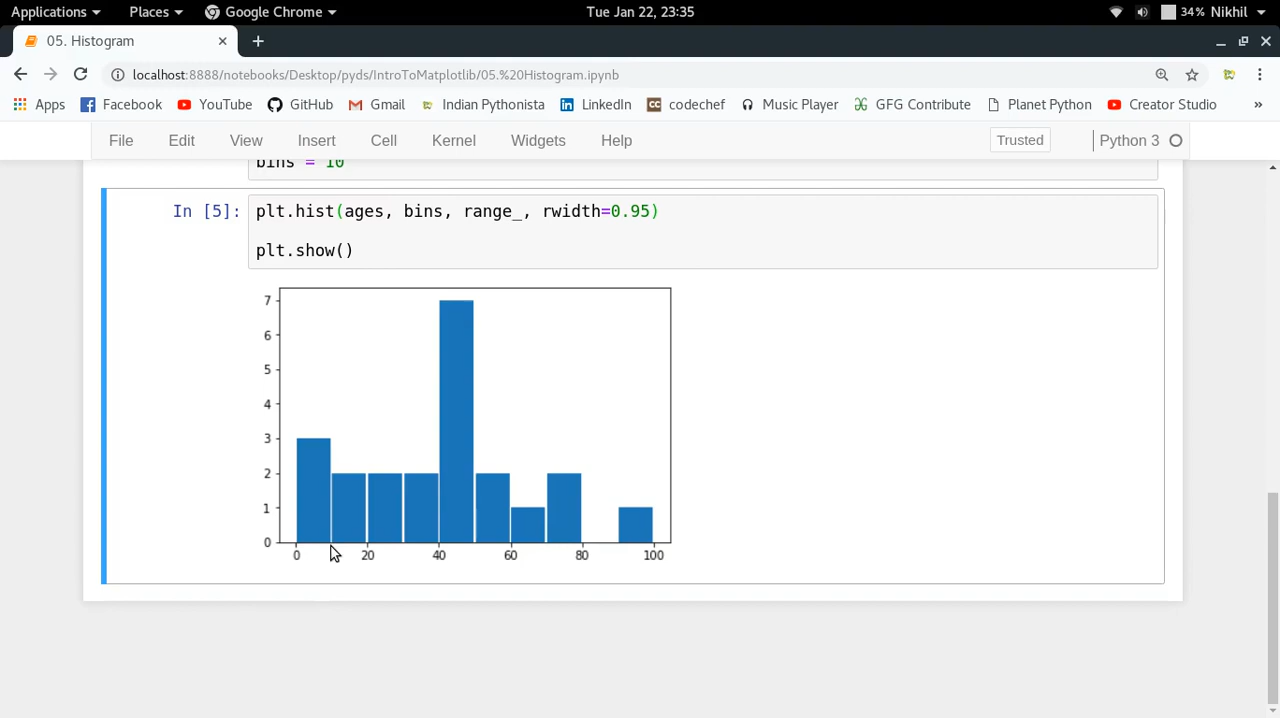 Applications Places Google Chrome Tue Jan 22, 23:35 34% Nikhil
05. Histogram
localhost:8888/notebooks/Desktop/pyds/IntroToMatplotlib/05.%20Histogram.ipynb
Apps Facebook YouTube GitHub Gmail Indian Pythonista LinkedIn CC codechef Music Player GFG Contribute Planet Python Creator Studio »
File Edit View Insert Cell Kernel Widgets Help Trusted Python 3
bins = 10
In [5]: plt.hist(ages, bins, range_, rwidth=0.95)
plt.show()
7
6
5
4
3
2
1
0
0 20 40 60 80 100